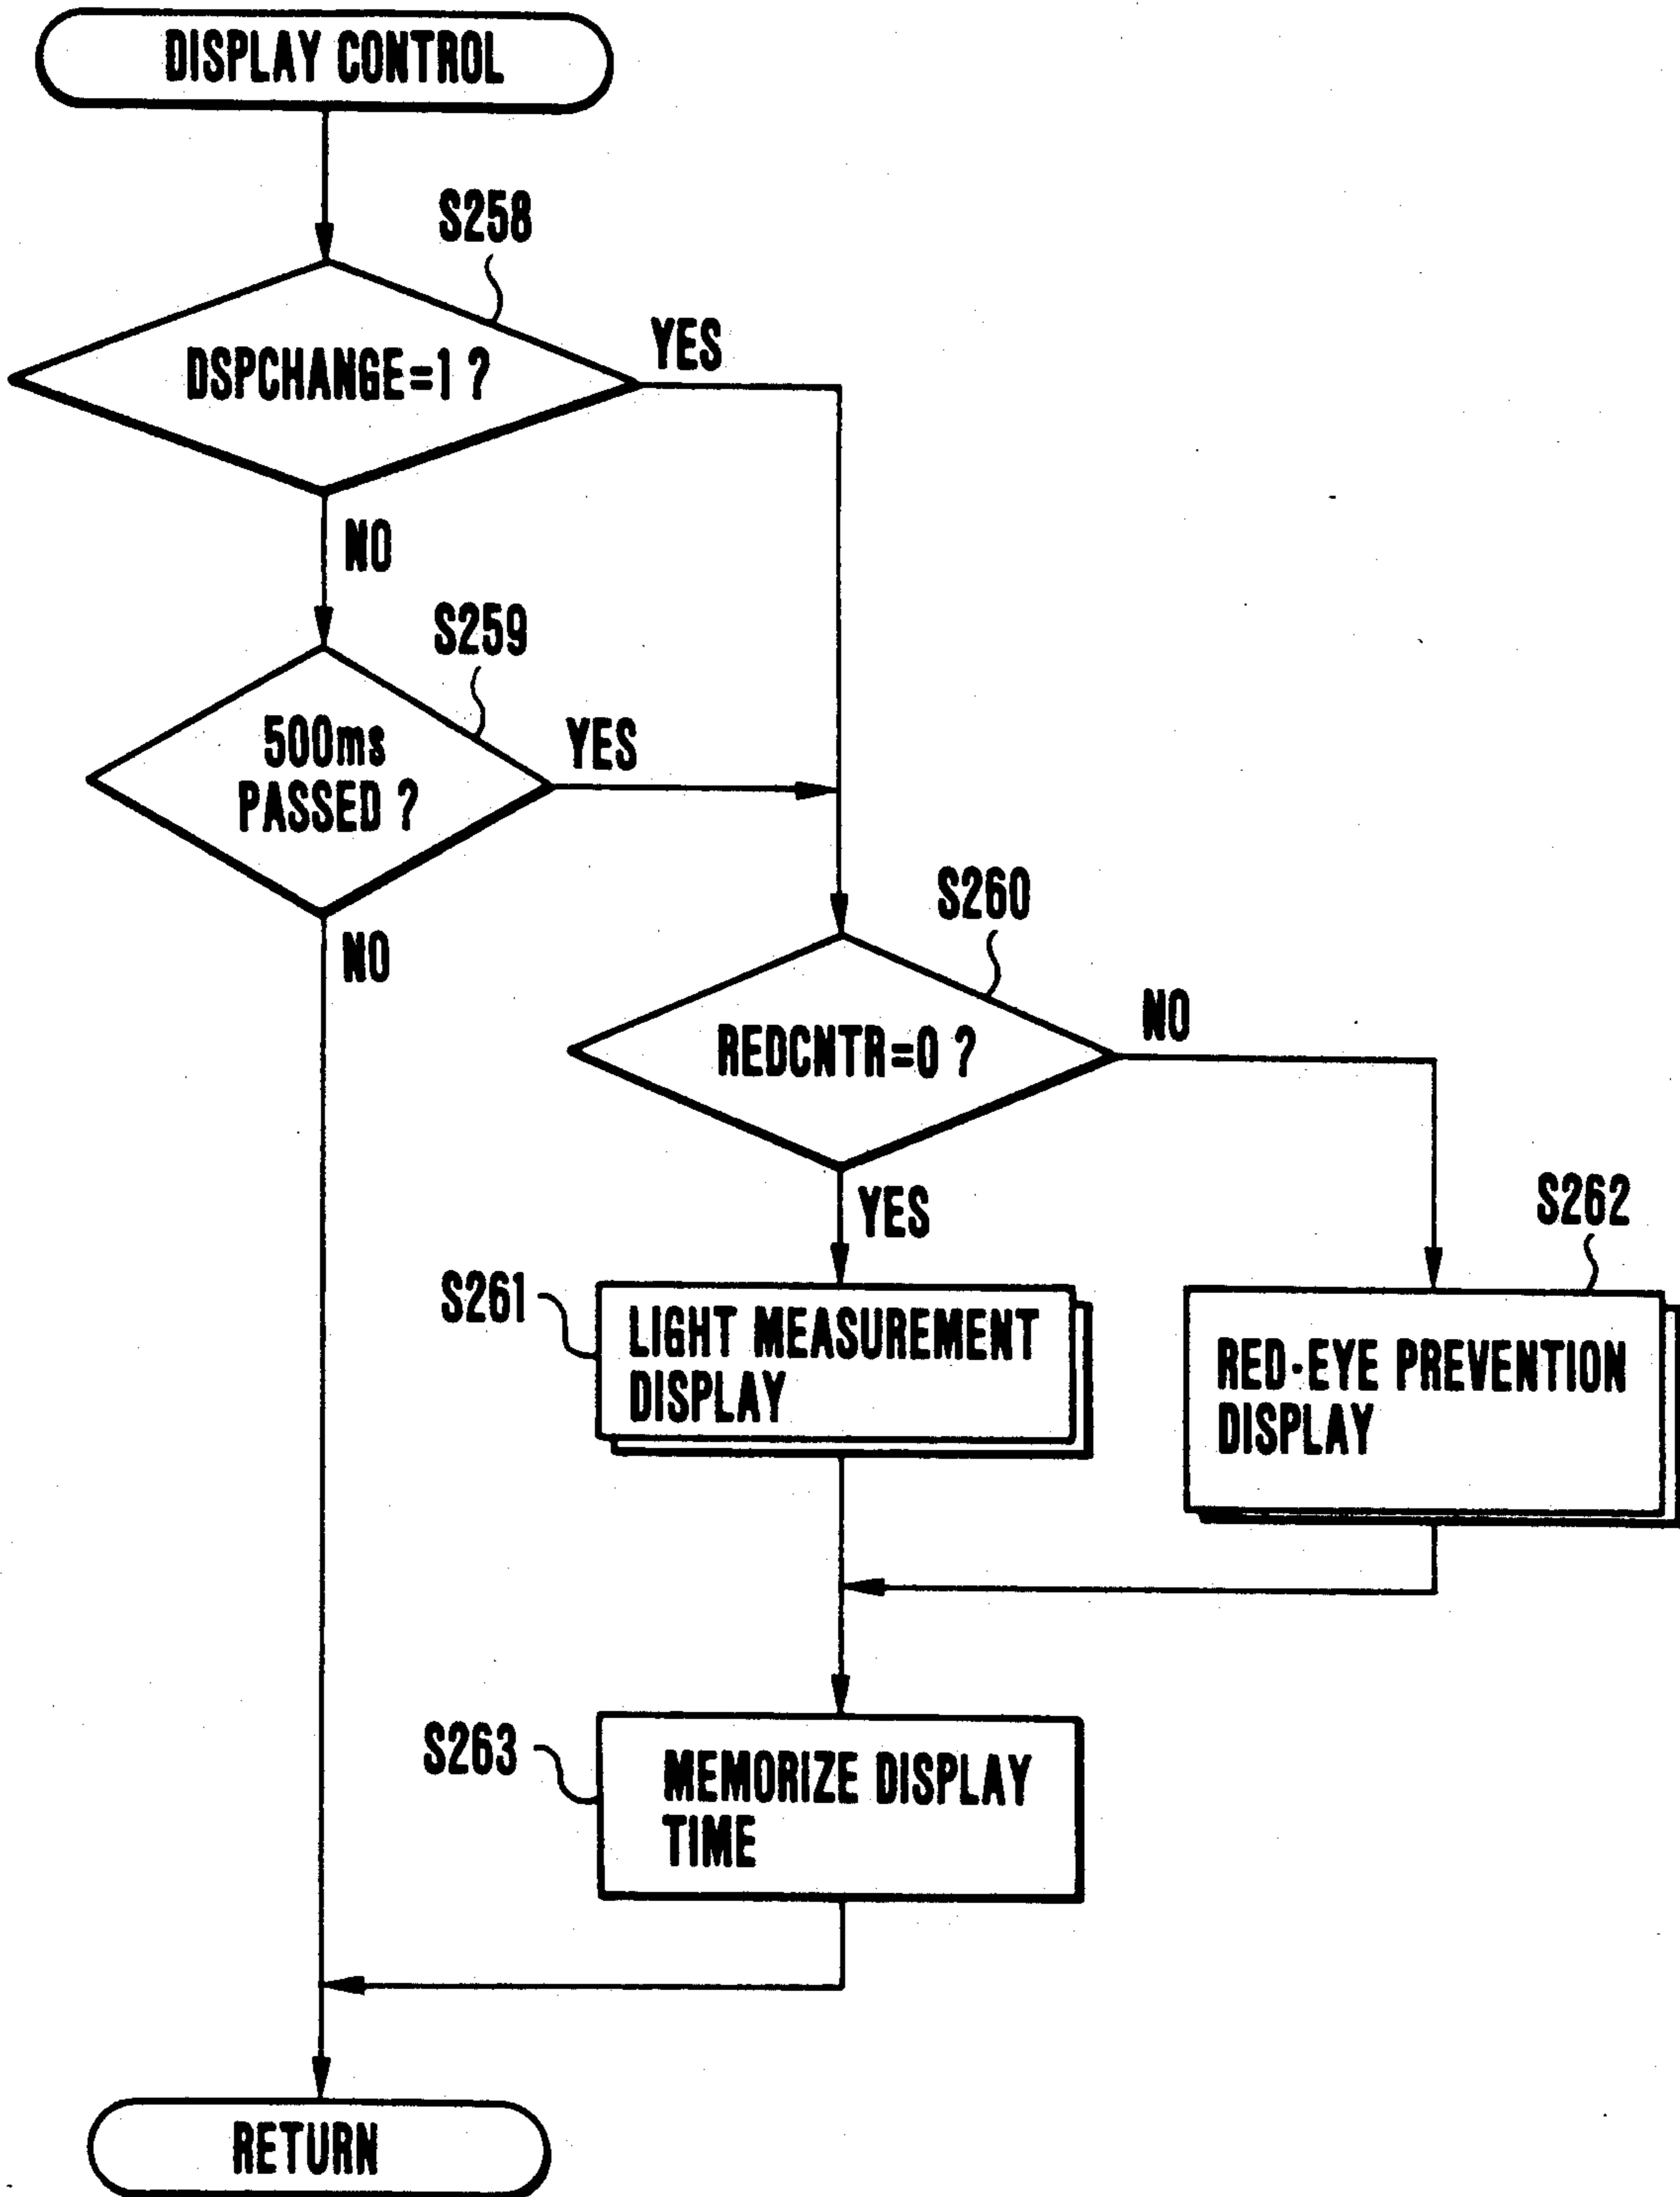 DISPLAY CONTROL
S258
DSPCHANGE=1 ?
YES
NO
S259
500ms
PASSED ?
YES
NO
S260
REDCNTR=0 ?
NO
YES
S261
LIGHT MEASUREMENT
DISPLAY
S262
RED-EYE PREVENTION
DISPLAY
S263
MEMORIZE DISPLAY
TIME
RETURN